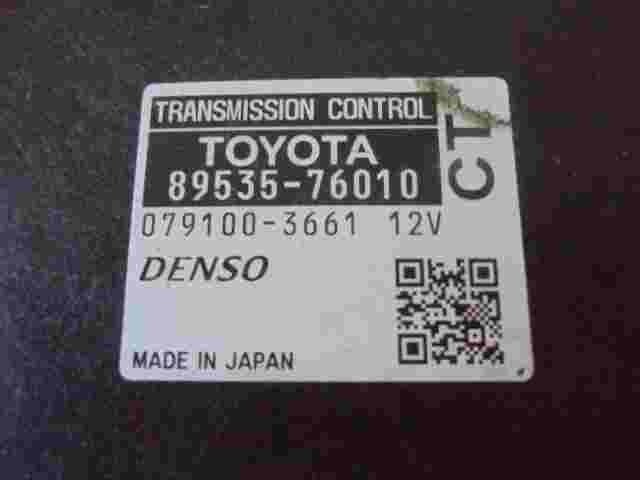 TRANSMISSION CONTROL
TOYOTA
89535-76010
CT
079100-3661 12V
DENSO
MADE IN JAPAN